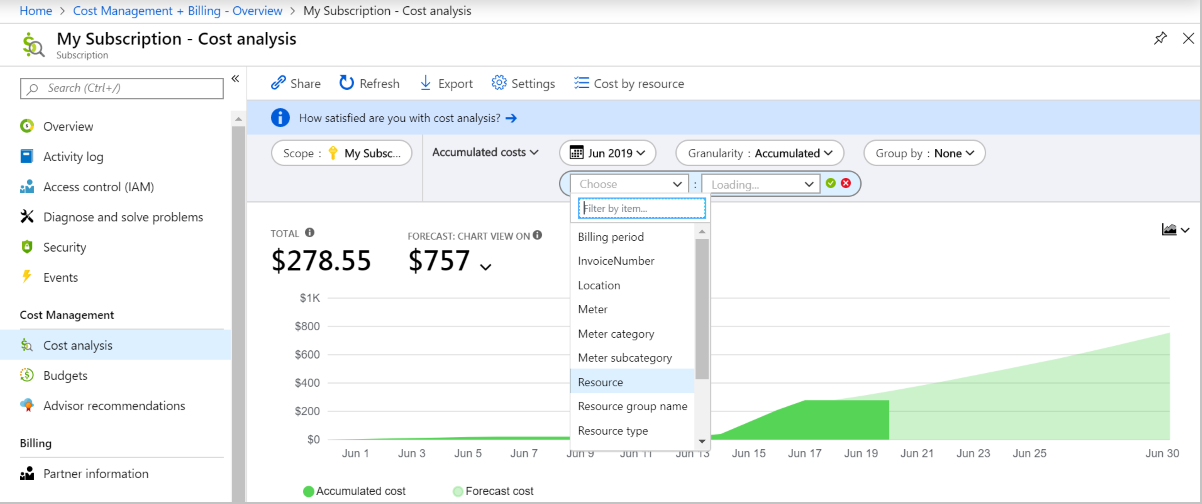 Home > Cost Management + Billing - Overview > My Subscription - Cost analysis
My Subscription - Cost analysis
Subscription
Search (Ctrl+/)
Overview
Activity log
Access control (IAM)
Diagnose and solve problems
Security
Events
Cost Management
Cost analysis
Budgets
Advisor recommendations
Billing
Partner information
Share Refresh Export Settings Cost by resource
How satisfied are you with cost analysis?
Scope : My Subsc... Accumulated costs Jun 2019 Granularity : Accumulated Group by : None
Choose : Loading...
Filter by item...
Billing period
InvoiceNumber
Location
Meter
Meter category
Meter subcategory
Resource
Resource group name
Resource type
TOTAL FORECAST: CHART VIEW ON
$278.55 $757
$1K
$800
$600
$400
$200
$0
Jun 1 Jun 3 Jun 5 Jun 7 Jun 9 Jun 11 Jun 13 Jun 15 Jun 17 Jun 19 Jun 21 Jun 23 Jun 25 Jun 30
Accumulated cost Forecast cost